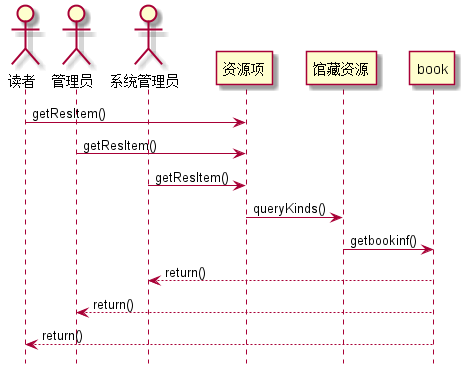 读者 管理员 系统管理员 资源项 馆藏资源 book
getResItem()
getResItem()
getResItem()
queryKinds()
getbookinf()
return()
return()
return()